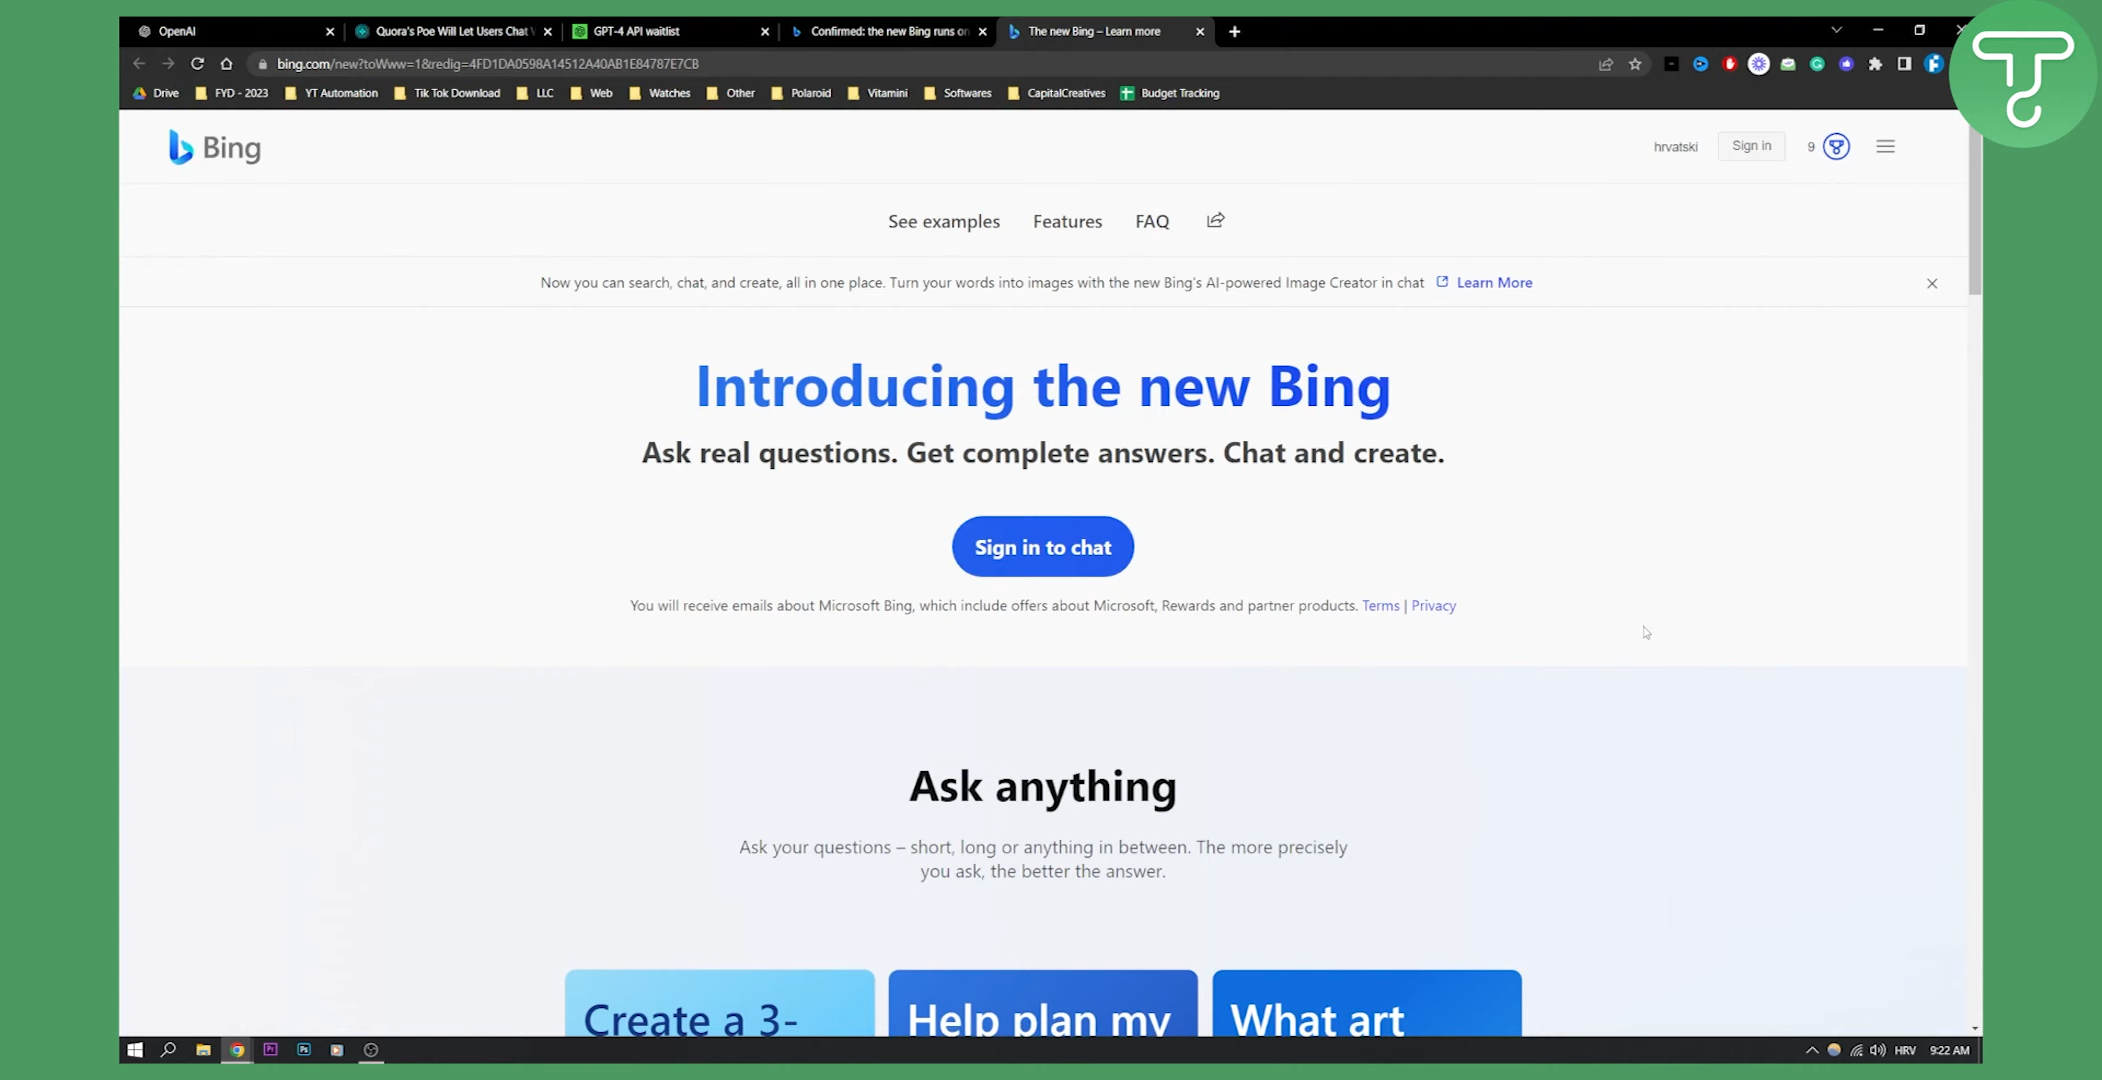 OpenAI
Quora's Poe Will Let Users Chat
GPT-4 API waitlist
Confirmed: the new Bing runs on
The new Bing – Learn more
bing.com/new?toWww=1&redig=4FD1DA0598A14512A40AB1E84787E7CB
Drive
FYD - 2023
YT Automation
Tik Tok Download
LLC
Web
Watches
Other
Polaroid
Vitamini
Softwares
CapitalCreatives
Budget Tracking
Bing
hrvatski
Sign in
9
See examples
Features
FAQ
Now you can search, chat, and create, all in one place. Turn your words into images with the new Bing's AI-powered Image Creator in chat
Learn More
Introducing the new Bing
Ask real questions. Get complete answers. Chat and create.
Sign in to chat
You will receive emails about Microsoft Bing, which include offers about Microsoft, Rewards and partner products. Terms | Privacy
Ask anything
Ask your questions – short, long or anything in between. The more precisely
you ask, the better the answer.
Create a 3-
Help plan my
What art
Pr
Ps
HRV
9:22 AM